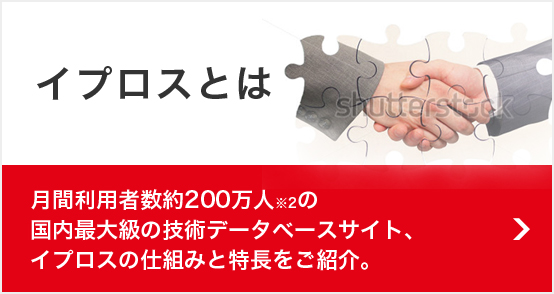 イプロスとは
shutterstock
月間利用者数約200万人※2の
国内最大級の技術データベースサイト、
イプロスの仕組みと特長をご紹介。